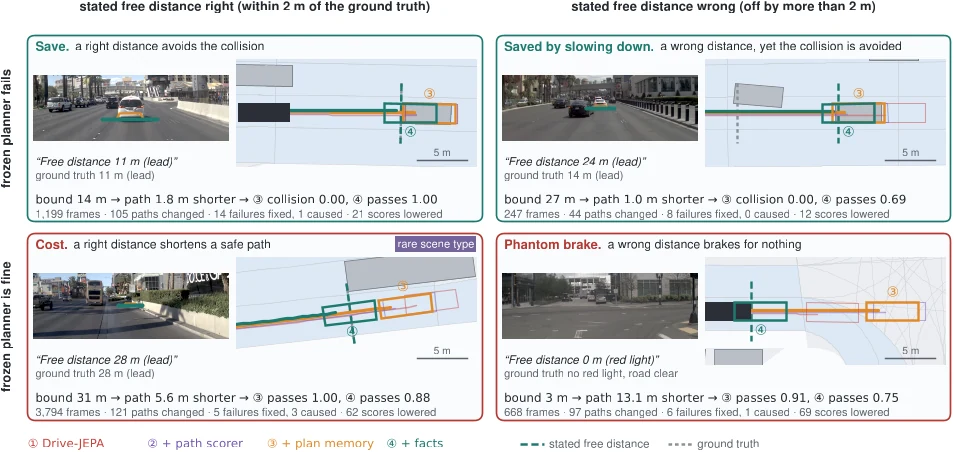 stated free distance right (within 2 m of the ground truth)
stated free distance wrong (off by more than 2 m)
frozen planner fails
Save. a right distance avoids the collision
③
④
5 m
“Free distance 11 m (lead)”
ground truth 11 m (lead)
bound 14 m → path 1.8 m shorter → ③ collision 0.00, ④ passes 1.00
1,199 frames · 105 paths changed · 14 failures fixed, 1 caused · 21 scores lowered
Saved by slowing down. a wrong distance, yet the collision is avoided
③
④
5 m
“Free distance 24 m (lead)”
ground truth 14 m (lead)
bound 27 m → path 1.0 m shorter → ③ collision 0.00, ④ passes 0.69
247 frames · 44 paths changed · 8 failures fixed, 0 caused · 12 scores lowered
frozen planner is fine
Cost. a right distance shortens a safe path
rare scene type
③
④
5 m
“Free distance 28 m (lead)”
ground truth 28 m (lead)
bound 31 m → path 5.6 m shorter → ③ passes 1.00, ④ passes 0.88
3,794 frames · 121 paths changed · 5 failures fixed, 3 caused · 62 scores lowered
Phantom brake. a wrong distance brakes for nothing
③
④
5 m
“Free distance 0 m (red light)”
ground truth no red light, road clear
bound 3 m → path 13.1 m shorter → ③ passes 0.91, ④ passes 0.75
668 frames · 97 paths changed · 6 failures fixed, 1 caused · 69 scores lowered
① Drive-JEPA ② + path scorer ③ + plan memory ④ + facts
stated free distance ground truth